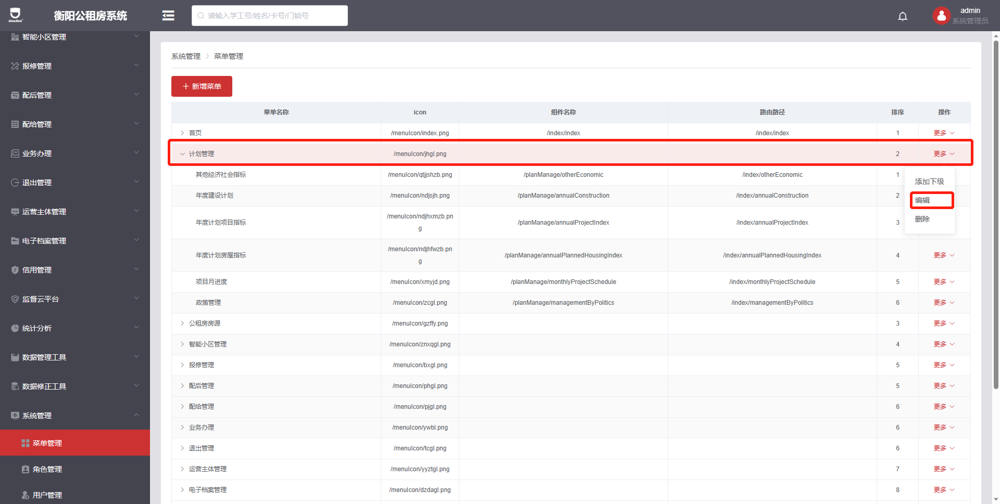 doodon
衡阳公租房系统
请输入学工号/姓名/卡号/门锁号
admin
系统管理员
智能小区管理
报修管理
配后管理
配给管理
业务办理
退出管理
运营主体管理
电子档案管理
信用管理
监督云平台
统计分析
数据管理工具
数据修正工具
系统管理
菜单管理
角色管理
用户管理
系统管理 > 菜单管理
+ 新增菜单
菜单名称 icon 组件名称 路由路径 排序 操作
首页 /menuIcon/index.png /index/index /index/index 1 更多
计划管理 /menuIcon/jhgl.png 2 更多
其他经济社会指标 /menuIcon/qtjjshzb.png /planManage/otherEconomic /index/otherEconomic 1
年度建设计划 /menuIcon/ndjsjh.png /planManage/annualConstruction /index/annualConstruction 2
年度计划项目指标 /menuIcon/ndjhxmzb.pn
g /planManage/annualProjectIndex /index/annualProjectIndex 3
添加下级
编辑
删除
年度计划房屋指标 /menuIcon/ndjhfwzb.pn
g /planManage/annualPlannedHousingIndex /index/annualPlannedHousingIndex 4 更多
项目月进度 /menuIcon/xmyjd.png /planManage/monthlyProjectSchedule /index/monthlyProjectSchedule 5 更多
政策管理 /menuIcon/zcgl.png /planManage/managementByPolitics /index/managementByPolitics 6 更多
公租房房源 /menuIcon/gzffy.png 3 更多
智能小区管理 /menuIcon/znxqgl.png 4 更多
报修管理 /menuIcon/bxgl.png 5 更多
配后管理 /menuIcon/phgl.png 5 更多
配给管理 /menuIcon/pjgl.png 6 更多
业务办理 /menuIcon/ywbl.png 6 更多
退出管理 /menuIcon/tcgl.png 6 更多
运营主体管理 /menuIcon/yyztgl.png 7 更多
电子档案管理 /menuIcon/dzdagl.png 8 更多